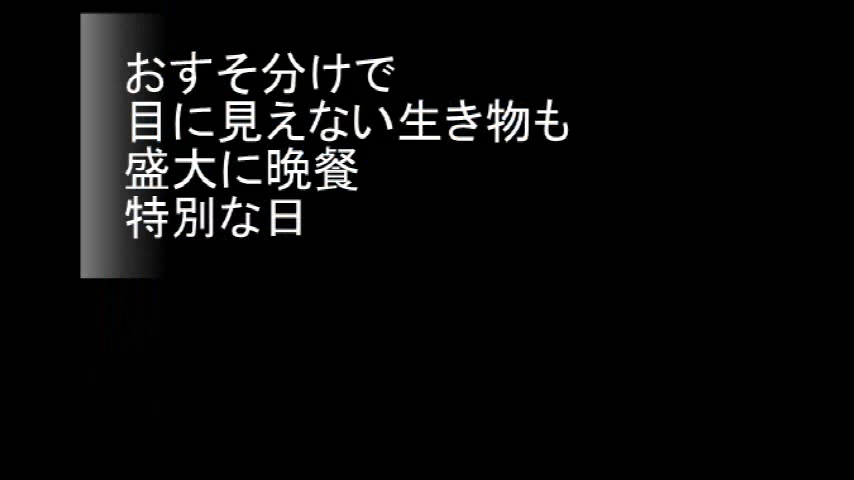 おすそ分けで
目に見えない生き物も
盛大に晩餐
特別な日